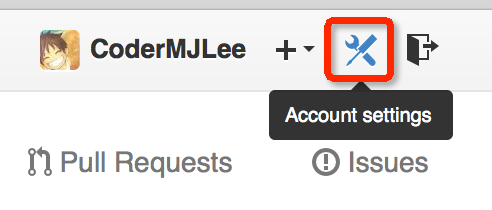 CoderMJLee
Account settings
Pull Requests Issues